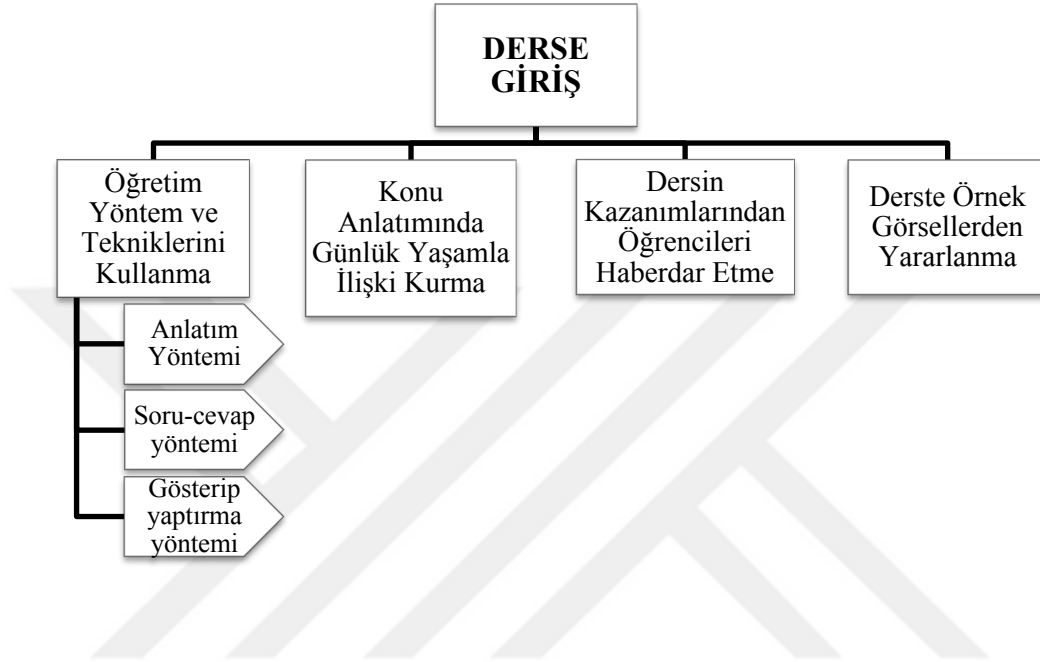 DERSE
GİRİŞ
Öğretim
Yöntem ve
Tekniklerini
Kullanma
Konu
Anlatımında
Günlük Yaşamla
İlişki Kurma
Dersin
Kazanımlarından
Öğrencileri
Haberdar Etme
Derste Örnek
Görsellerden
Yararlanma
Anlatım
Yöntemi
Soru-cevap
yöntemi
Gösterip
yaptırma
yöntemi